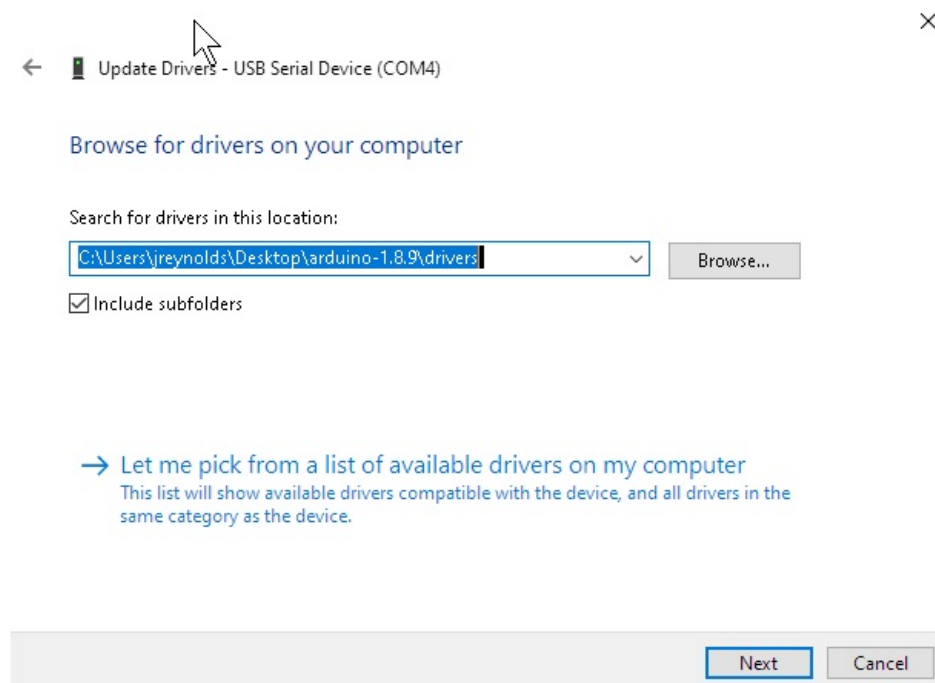 Update Drivers - USB Serial Device (COM4)
Browse for drivers on your computer
Search for drivers in this location:
C:\Users\jreynolds\Desktop\arduino-1.8.9\drivers
Browse...
Include subfolders
Let me pick from a list of available drivers on my computer
This list will show available drivers compatible with the device, and all drivers in the
same category as the device.
Next
Cancel